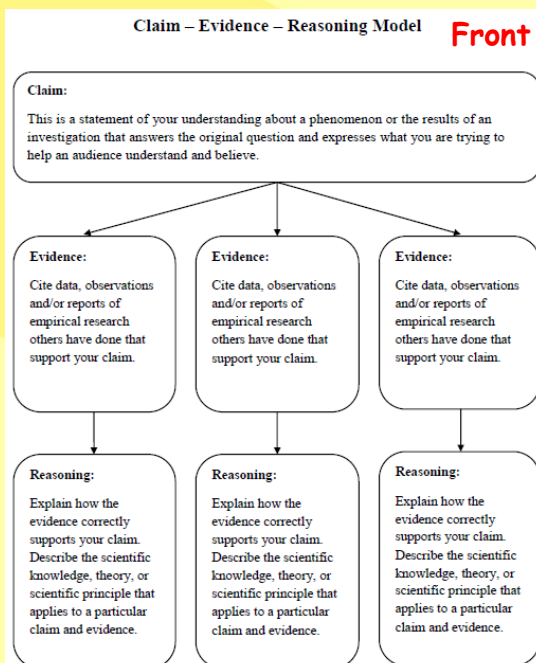 Claim – Evidence – Reasoning Model
Front
Claim:
This is a statement of your understanding about a phenomenon or the results of an
investigation that answers the original question and expresses what you are trying to
help an audience understand and believe.
Evidence:
Cite data, observations
and/or reports of
empirical research
others have done that
support your claim.
Evidence:
Cite data, observations
and/or reports of
empirical research
others have done that
support your claim.
Evidence:
Cite data, observations
and/or reports of
empirical research
others have done that
support your claim.
Reasoning:
Explain how the
evidence correctly
supports your claim.
Describe the scientific
knowledge, theory, or
scientific principle that
applies to a particular
claim and evidence.
Reasoning:
Explain how the
evidence correctly
supports your claim.
Describe the scientific
knowledge, theory, or
scientific principle that
applies to a particular
claim and evidence.
Reasoning:
Explain how the
evidence correctly
supports your claim.
Describe the scientific
knowledge, theory, or
scientific principle that
applies to a particular
claim and evidence.